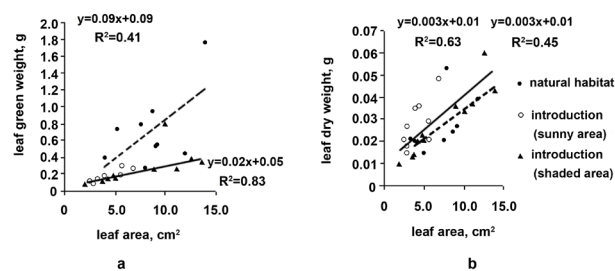 y=0.09x+0.09
R²=0.41
leaf green weight, g
2.0
1.8
1.6
1.4
1.2
1.0
0.8
0.6
0.4
0.2
0
0.0 5.0 10.0 15.0
y=0.02x+0.05
R²=0.83
leaf area, cm²
a
y=0.003x+0.01 y=0.003x+0.01
R²=0.63 R²=0.45
leaf dry weight, g
0.07
0.06
0.05
0.04
0.03
0.02
0.01
0
0.0 5.0 10.0 15.0
leaf area, cm²
b
natural habitat
introduction
(sunny area)
introduction
(shaded area)